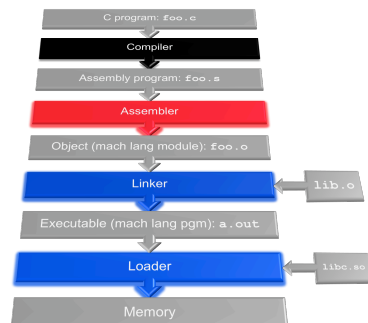 C program: foo.c
Compiler
Assembly program: foo.s
Assembler
Object (mach lang module): foo.o
Linker
lib.o
Executable (mach lang pgm): a.out
Loader
libc.so
Memory